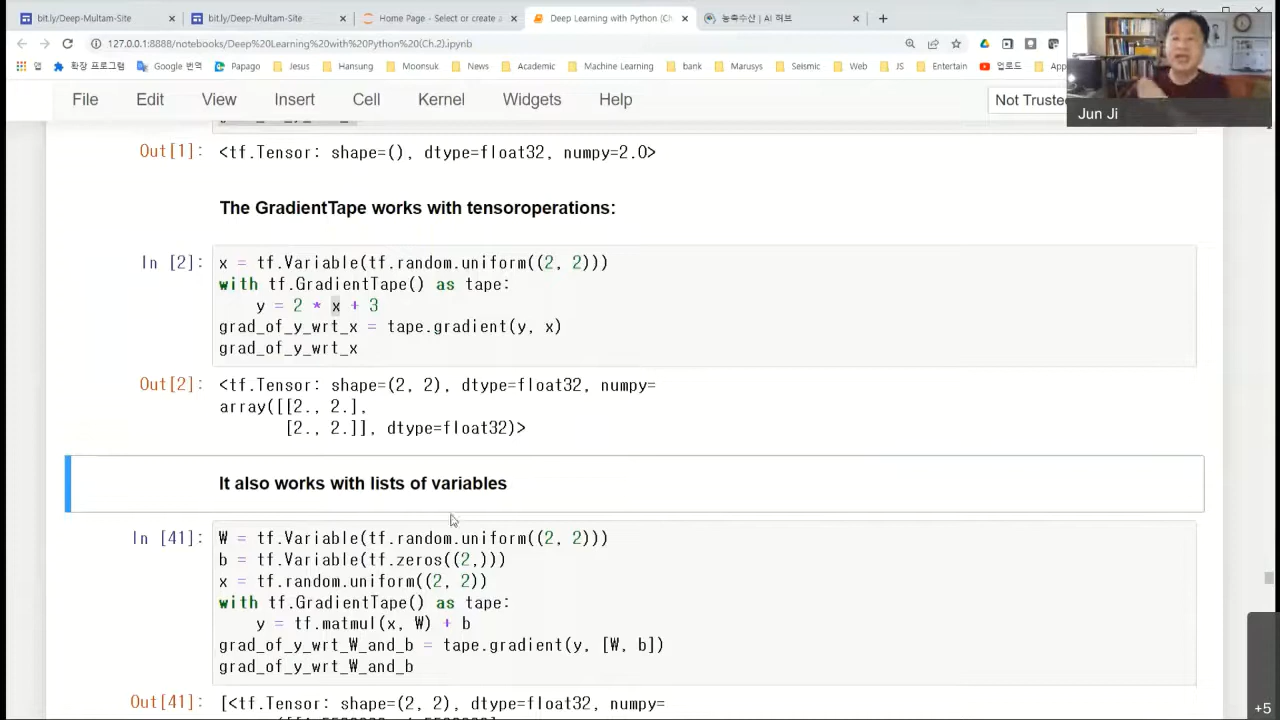 bit.ly/Deep-Multam-Site
bit.ly/Deep-Multam-Site
Home Page - Select or create a
Deep Learning with Python (Ch
농축수산 | AI 허브
127.0.0.1:8888/notebooks/Deep%20Learning%20with%20Python%20(Ch.2).ipynb
앱 확장 프로그램 Google 번역 Papago Jesus Hansung Moonsuk News Academic Machine Learning bank Marusys Seismic Web JS Entertain 업로드 App
File Edit View Insert Cell Kernel Widgets Help
Not Truste
Jun Ji
Out[1]: <tf.Tensor: shape=(), dtype=float32, numpy=2.0>
The GradientTape works with tensoroperations:
In [2]: x = tf.Variable(tf.random.uniform((2, 2)))
with tf.GradientTape() as tape:
y = 2 * x + 3
grad_of_y_wrt_x = tape.gradient(y, x)
grad_of_y_wrt_x
Out[2]: <tf.Tensor: shape=(2, 2), dtype=float32, numpy=
array([[2., 2.],
[2., 2.]], dtype=float32)>
It also works with lists of variables
In [41]: W = tf.Variable(tf.random.uniform((2, 2)))
b = tf.Variable(tf.zeros((2,)))
x = tf.random.uniform((2, 2))
with tf.GradientTape() as tape:
y = tf.matmul(x, W) + b
grad_of_y_wrt_W_and_b = tape.gradient(y, [W, b])
grad_of_y_wrt_W_and_b
Out[41]: [<tf.Tensor: shape=(2, 2), dtype=float32, numpy=
+5